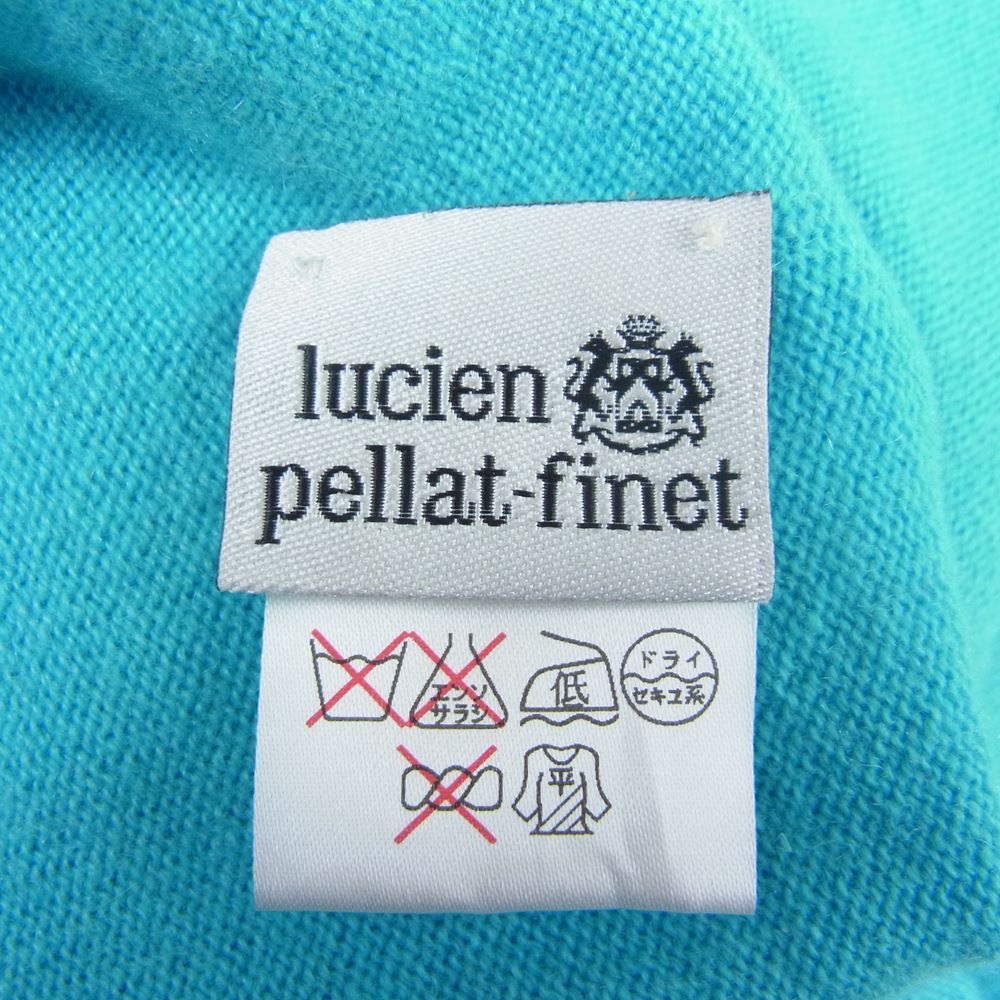 lucien
pellat-finet
エンソ
サラシ
低
ドライ
セキユ系
平